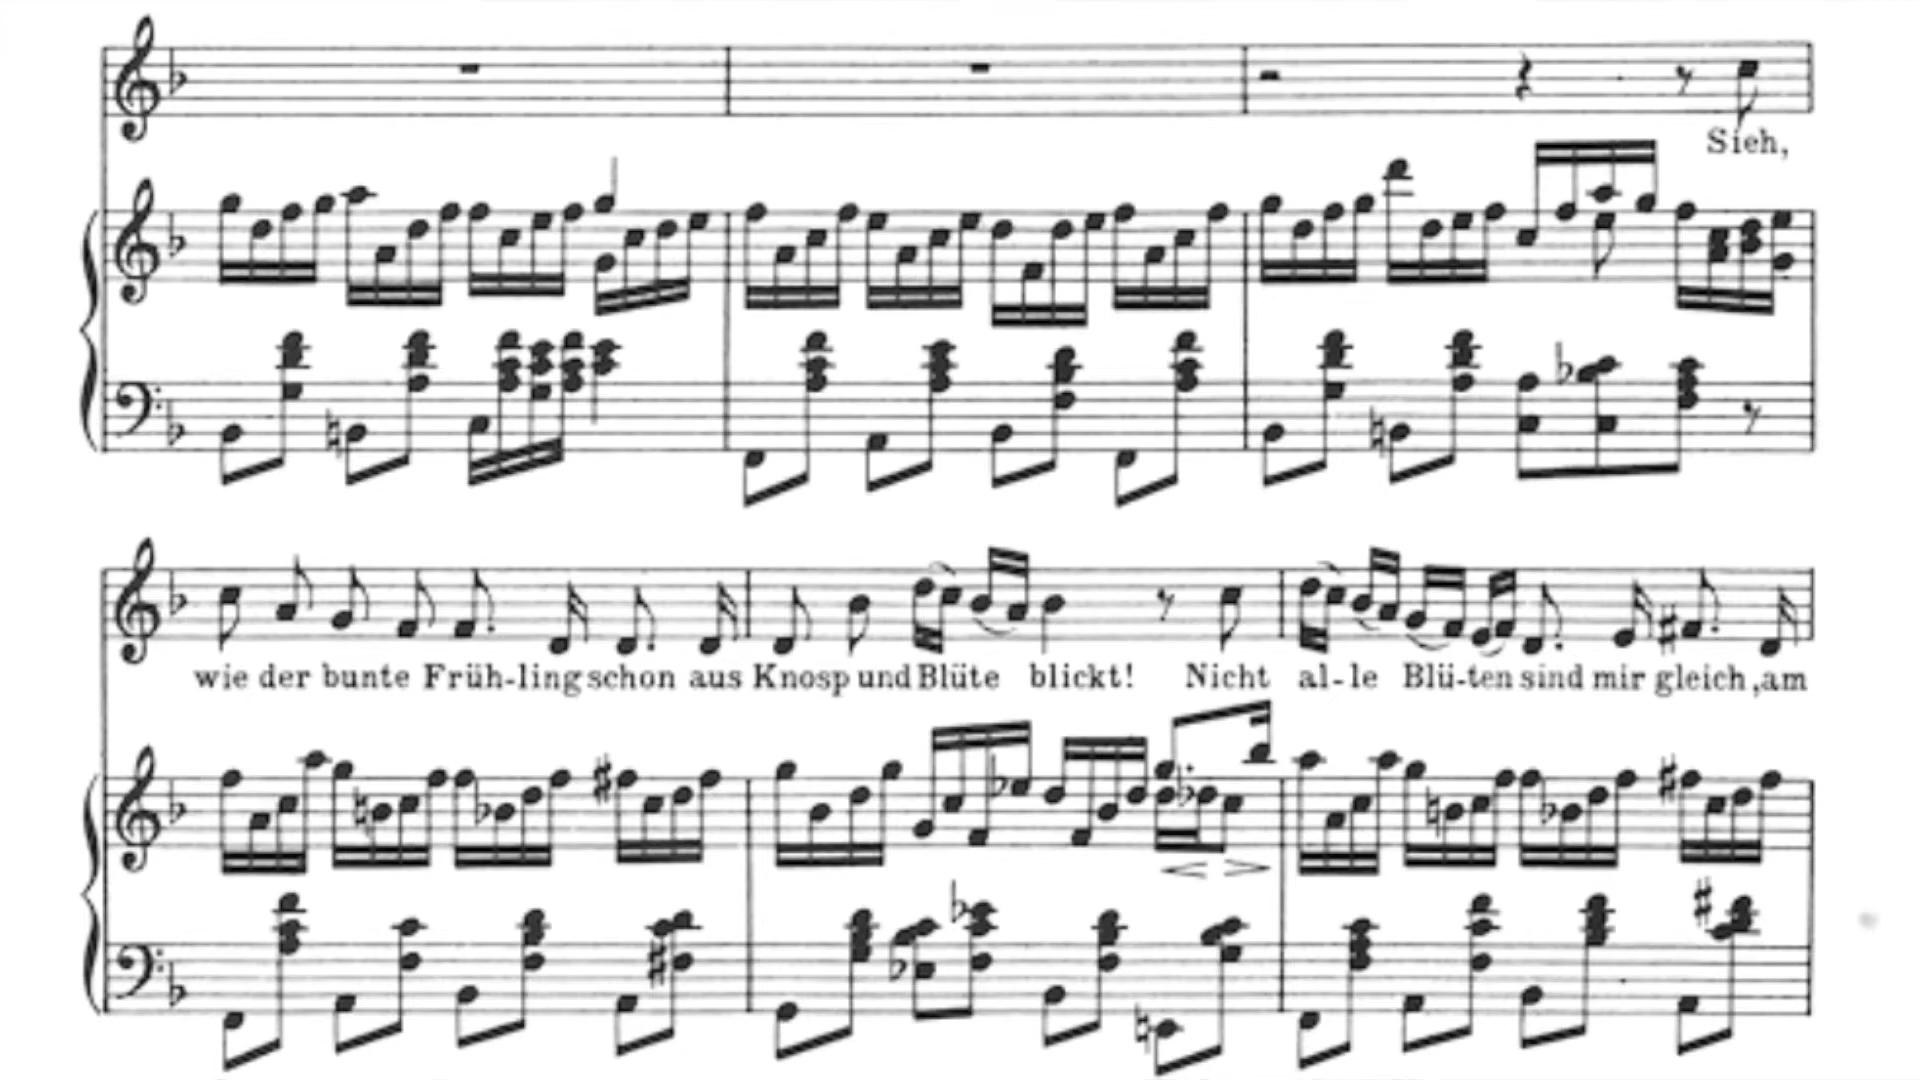 Sieh,
wie der bunte Früh-ling schon aus Knosp und Blüte blickt! Nicht al-le Blü-ten sind mir gleich, am